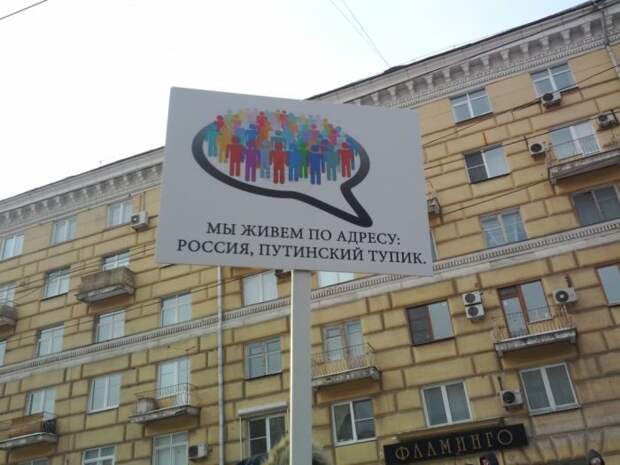 МЫ ЖИВЕМ ПО АДРЕСУ:
РОССИЯ, ПУТИНСКИЙ ТУПИК.
ФЛАМИНГО